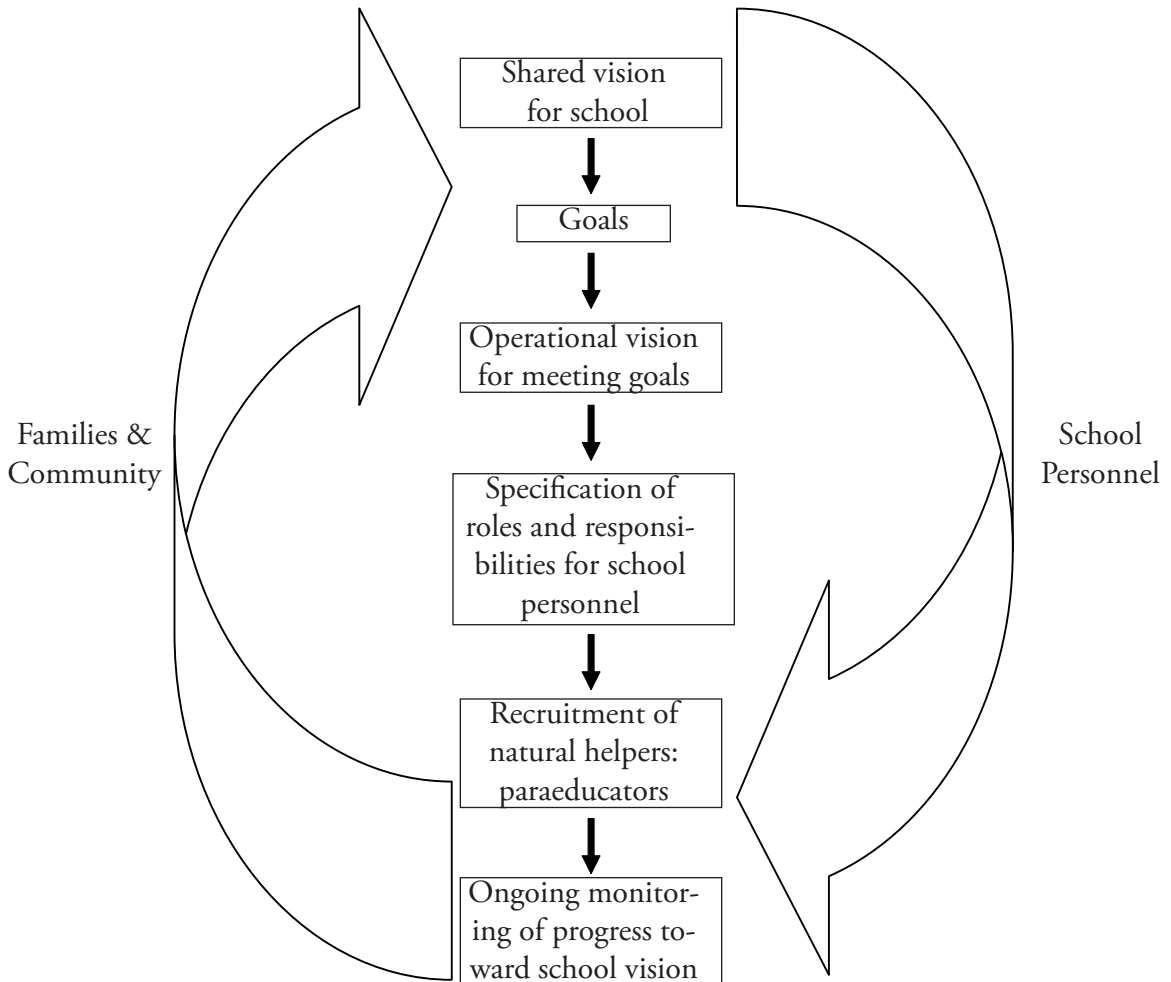 Shared vision
for school
Goals
Operational vision
for meeting goals
Families &
Community
School
Personnel
Specification of
roles and responsi-
bilities for school
personnel
Recruitment of
natural helpers:
paraeducators
Ongoing monitor-
ing of progress to-
ward school vision